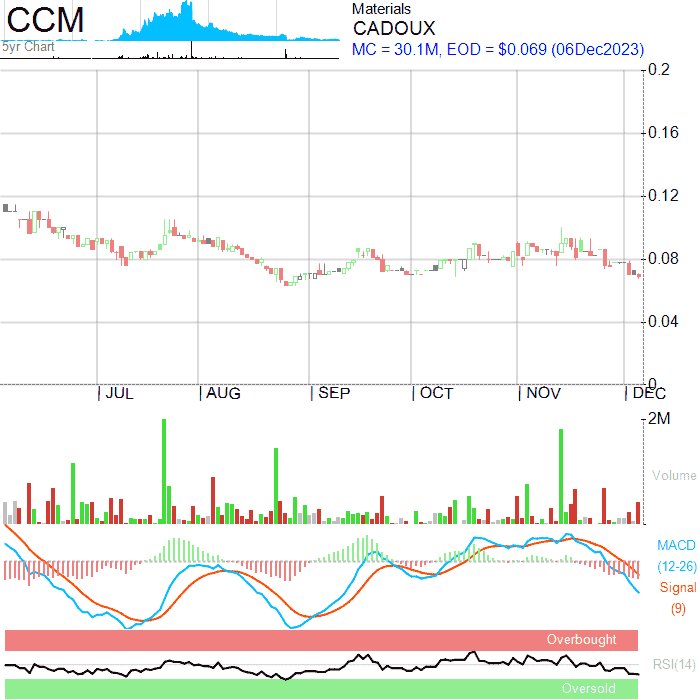 CCM
5yr Chart
Materials
CADOUX
MC = 30.1M, EOD = $0.069 (06Dec2023)
0.2
0.16
0.12
0.08
0.04
0
JUL
AUG
SEP
OCT
NOV
DEC
2M
Volume
MACD
(12-26)
Signal
(9)
Overbought
RSI(14)
Oversold